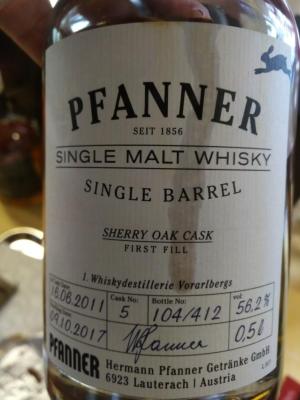 PFANNER
SEIT 1856
SINGLE MALT WHISKY
SINGLE BARREL
SHERRY OAK CASK
FIRST FILL
1. Whiskydestillerie Vorarlbergs
Cask No: Bottle No: vol.
16.06.2011 5 104/412 56.2%
09.10.2017 Pfanner 0,5l
PFANNER
Hermann Pfanner Getränke GmbH
6923 Lauterach | Austria